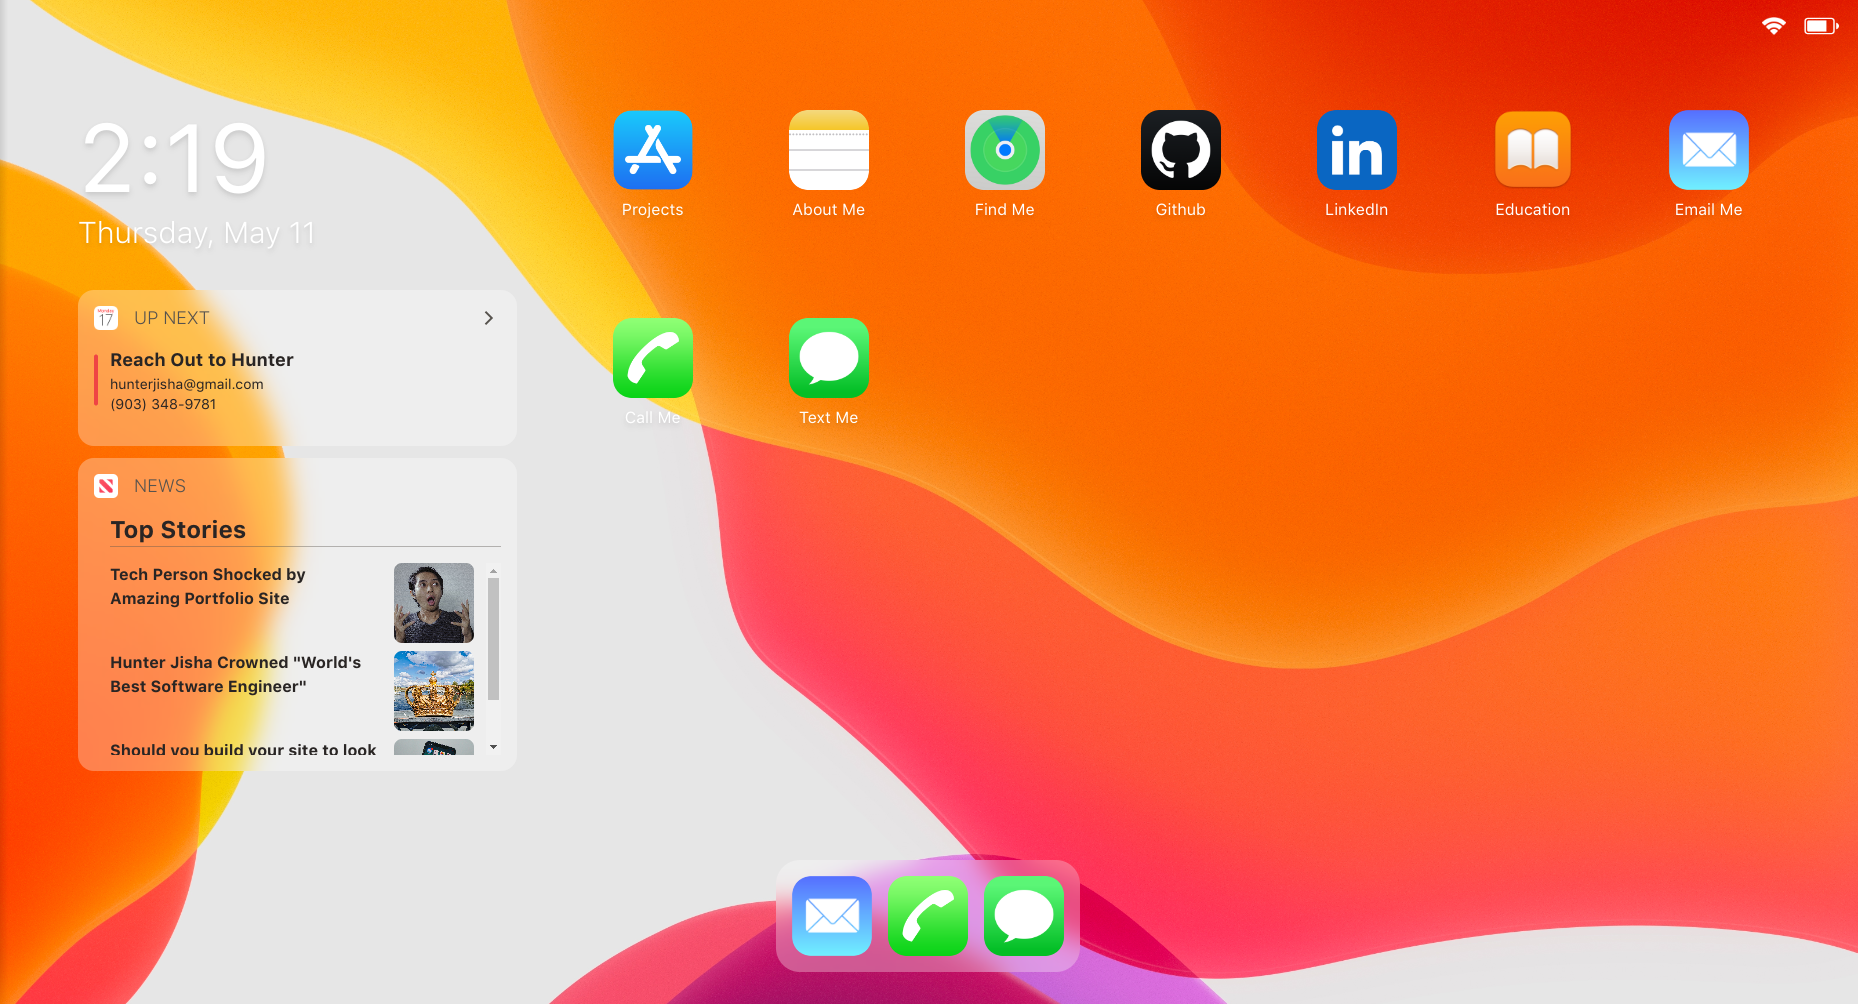 2:19
Thursday, May 11
Monday
17
UP NEXT
Reach Out to Hunter
hunterjisha@gmail.com
(903) 348-9781
NEWS
Top Stories
Tech Person Shocked by
Amazing Portfolio Site
Hunter Jisha Crowned "World's
Best Software Engineer"
Should you build your site to look
Projects
About Me
Find Me
Github
in
LinkedIn
Education
Email Me
Call Me
Text Me